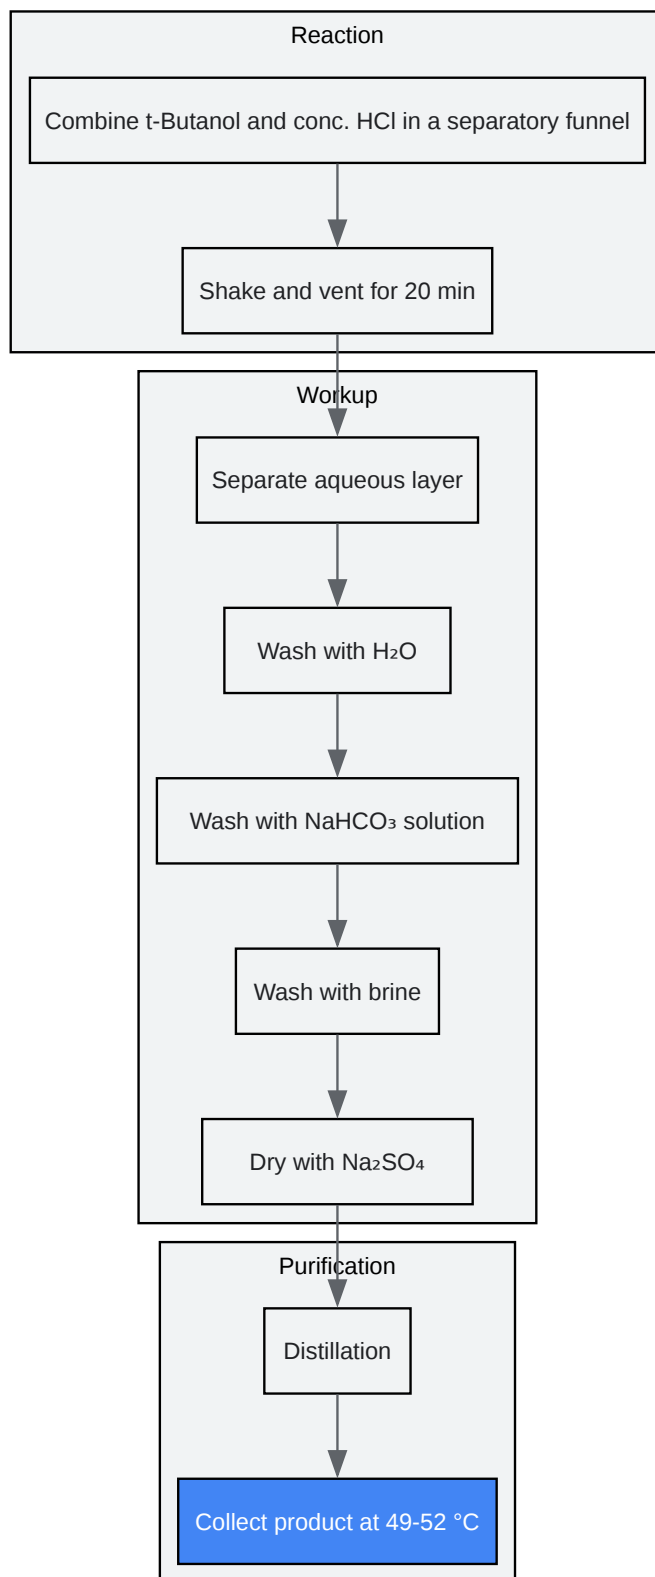 Reaction
Combine t-Butanol and conc. HCl in a separatory funnel
Shake and vent for 20 min
Workup
Separate aqueous layer
Wash with H₂O
Wash with NaHCO₃ solution
Wash with brine
Dry with Na₂SO₄
Purification
Distillation
Collect product at 49-52 °C